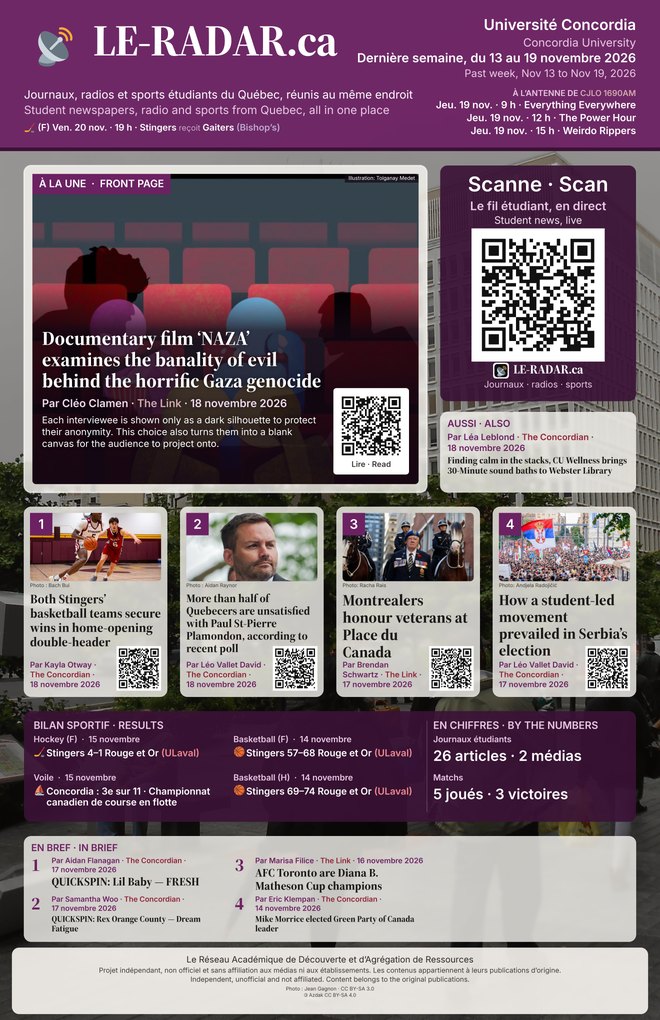 LE-RADAR.ca
Journaux, radios et sports étudiants du Québec, réunis au même endroit
Student newspapers, radio and sports from Quebec, all in one place
(F) Ven. 20 nov. · 19 h · Stingers reçoit Gaiters (Bishop's)
Université Concordia
Concordia University
Dernière semaine, du 13 au 19 novembre 2026
Past week, Nov 13 to Nov 19, 2026
À L'ANTENNE DE CJLO 1690AM
Jeu. 19 nov. · 9 h · Everything Everywhere
Jeu. 19 nov. · 12 h · The Power Hour
Jeu. 19 nov. · 15 h · Weirdo Rippers
À LA UNE · FRONT PAGE
Illustration: Tolganay Medet
Documentary film ‘NAZA’
examines the banality of evil
behind the horrific Gaza genocide
Par Cléo Clamen · The Link · 18 novembre 2026
Each interviewee is shown only as a dark silhouette to protect
their anonymity. This choice also turns them into a blank
canvas for the audience to project onto.
Lire · Read
Scanne · Scan
Le fil étudiant, en direct
Student news, live
LE-RADAR.ca
Journaux · radios · sports
AUSSI · ALSO
Par Léa Leblond · The Concordian ·
18 novembre 2026
Finding calm in the stacks, CU Wellness brings
30-Minute sound baths to Webster Library
1
Photo : Bach Bui
Both Stingers’
basketball teams secure
wins in home-opening
double-header
Par Kayla Otway ·
The Concordian ·
18 novembre 2026
2
Photo : Aidan Raynor
More than half of
Quebecers are unsatisfied
with Paul St-Pierre
Plamondon, according to
recent poll
Par Léo Vallet David ·
The Concordian ·
18 novembre 2026
3
Photo: Racha Rais
Montrealers
honour veterans at
Place du
Canada
Par Brendan
Schwartz · The Link ·
17 novembre 2026
4
Photo: Andjela Radojičić
How a student-led
movement
prevailed in Serbia’s
election
Par Léo Vallet David ·
The Concordian ·
17 novembre 2026
BILAN SPORTIF · RESULTS
Hockey (F) · 15 novembre
Stingers 4–1 Rouge et Or (ULaval)
Basketball (F) · 14 novembre
Stingers 57–68 Rouge et Or (ULaval)
Voile · 15 novembre
Concordia : 3e sur 11 · Championnat
canadien de course en flotte
Basketball (H) · 14 novembre
Stingers 69–74 Rouge et Or (ULaval)
EN CHIFFRES · BY THE NUMBERS
Journaux étudiants
26 articles · 2 médias
Matchs
5 joués · 3 victoires
EN BREF · IN BRIEF
1
Par Aidan Flanagan · The Concordian ·
17 novembre 2026
QUICKSPIN: Lil Baby — FRESH
2
Par Samantha Woo · The Concordian ·
17 novembre 2026
QUICKSPIN: Rex Orange County — Dream
Fatigue
3
Par Marisa Filice · The Link · 16 novembre 2026
AFC Toronto are Diana B.
Matheson Cup champions
4
Par Eric Klempan · The Concordian ·
14 novembre 2026
Mike Morrice elected Green Party of Canada
leader
Le Réseau Académique de Découverte et d'Agrégation de Ressources
Projet indépendant, non officiel et sans affiliation aux médias ni aux établissements. Les contenus appartiennent à leurs publications d'origine.
Independent, unofficial and not affiliated. Content belongs to the original publications.
Photo : Jean Gagnon · CC BY-SA 3.0
Azdak CC BY-SA 4.0